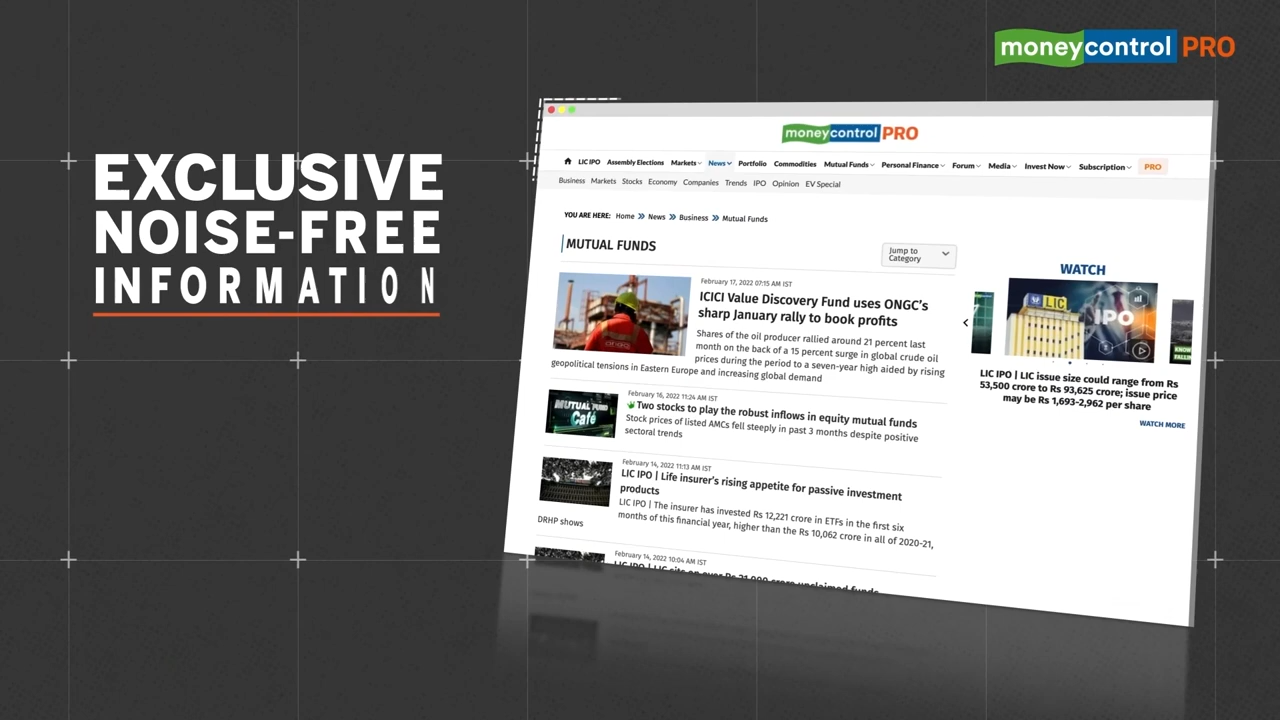 moneycontrol PRO
EXCLUSIVE
NOISE-FREE
INFORMATION
moneycontrol PRO
LIC IPO Assembly Elections Markets News Portfolio Commodities Mutual Funds Personal Finance Forum Media Invest Now Subscription PRO
Business Markets Stocks Economy Companies Trends IPO Opinion EV Special
YOU ARE HERE: Home News Business Mutual Funds
MUTUAL FUNDS
Jump to
Category
February 17, 2022 07:15 AM IST
ICICI Value Discovery Fund uses ONGC's
sharp January rally to book profits
Shares of the oil producer rallied around 21 percent last
month on the back of a 15 percent surge in global crude oil
prices during the period to a seven-year high aided by rising
geopolitical tensions in Eastern Europe and increasing global demand
MUTUAL FUND
Café
February 16, 2022 11:24 AM IST
Two stocks to play the robust inflows in equity mutual funds
Stock prices of listed AMCs fell steeply in past 3 months despite positive
sectoral trends
February 14, 2022 11:13 AM IST
LIC IPO | Life insurer's rising appetite for passive investment
products
LIC IPO | The insurer has invested Rs 12,221 crore in ETFs in the first six
months of this financial year, higher than the Rs 10,062 crore in all of 2020-21,
DRHP shows
February 14, 2022 10:04 AM IST
LIC IPO | LIC sits on over Rs 21,000 crore unclaimed funds
WATCH
LIC
IPO
LIC IPO | LIC issue size could range from Rs
53,500 crore to Rs 93,625 crore; issue price
may be Rs 1,693-2,962 per share
WATCH MORE